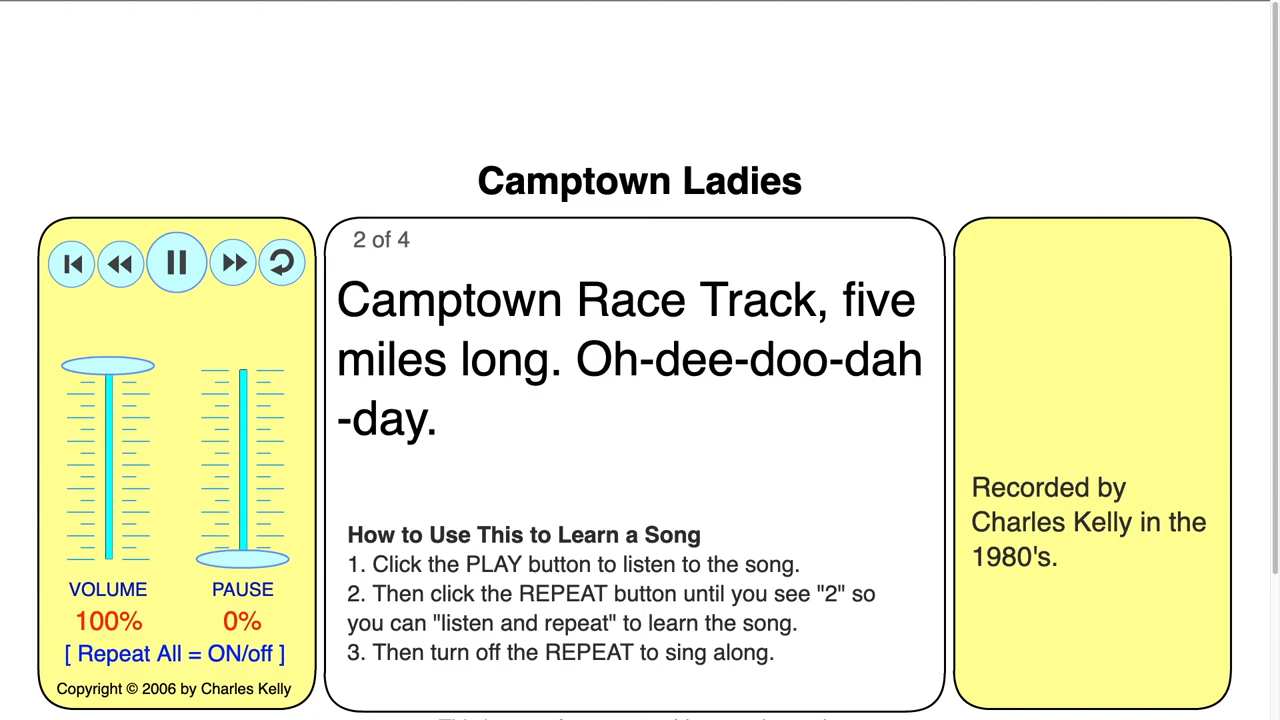 Camptown Ladies
2 of 4
Camptown Race Track, five
miles long. Oh-dee-doo-dah
-day.
How to Use This to Learn a Song
1. Click the PLAY button to listen to the song.
2. Then click the REPEAT button until you see "2" so
you can "listen and repeat" to learn the song.
3. Then turn off the REPEAT to sing along.
VOLUME
PAUSE
100%
0%
[ Repeat All = ON/off ]
Copyright © 2006 by Charles Kelly
Recorded by
Charles Kelly in the
1980's.